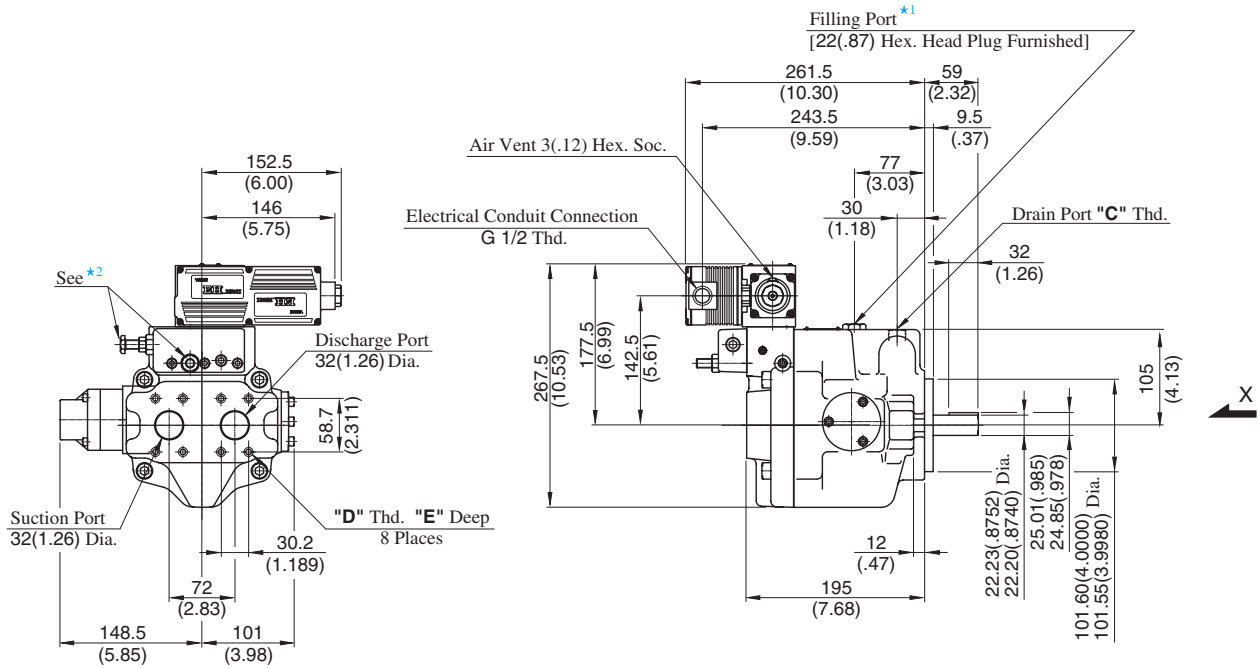 Filling Port ★1
[22(.87) Hex. Head Plug Furnished]
261.5
(10.30)
59
(2.32)
243.5
(9.59)
9.5
(.37)
Air Vent 3(.12) Hex. Soc.
77
(3.03)
152.5
(6.00)
146
(5.75)
Electrical Conduit Connection
G 1/2 Thd.
30
(1.18)
Drain Port "C" Thd.
32
(1.26)
See ★2
Discharge Port
32(1.26) Dia.
58.7
(2.311)
267.5
(10.53)
177.5
(6.99)
142.5
(5.61)
105
(4.13)
X
Suction Port
32(1.26) Dia.
"D" Thd. "E" Deep
8 Places
30.2
(1.189)
72
(2.83)
148.5
(5.85)
101
(3.98)
12
(.47)
195
(7.68)
22.23(.8752)
22.20(.8740)
Dia.
25.01(.985)
24.85(.978)
101.60(4.0000)
101.55(3.9980)
Dia.